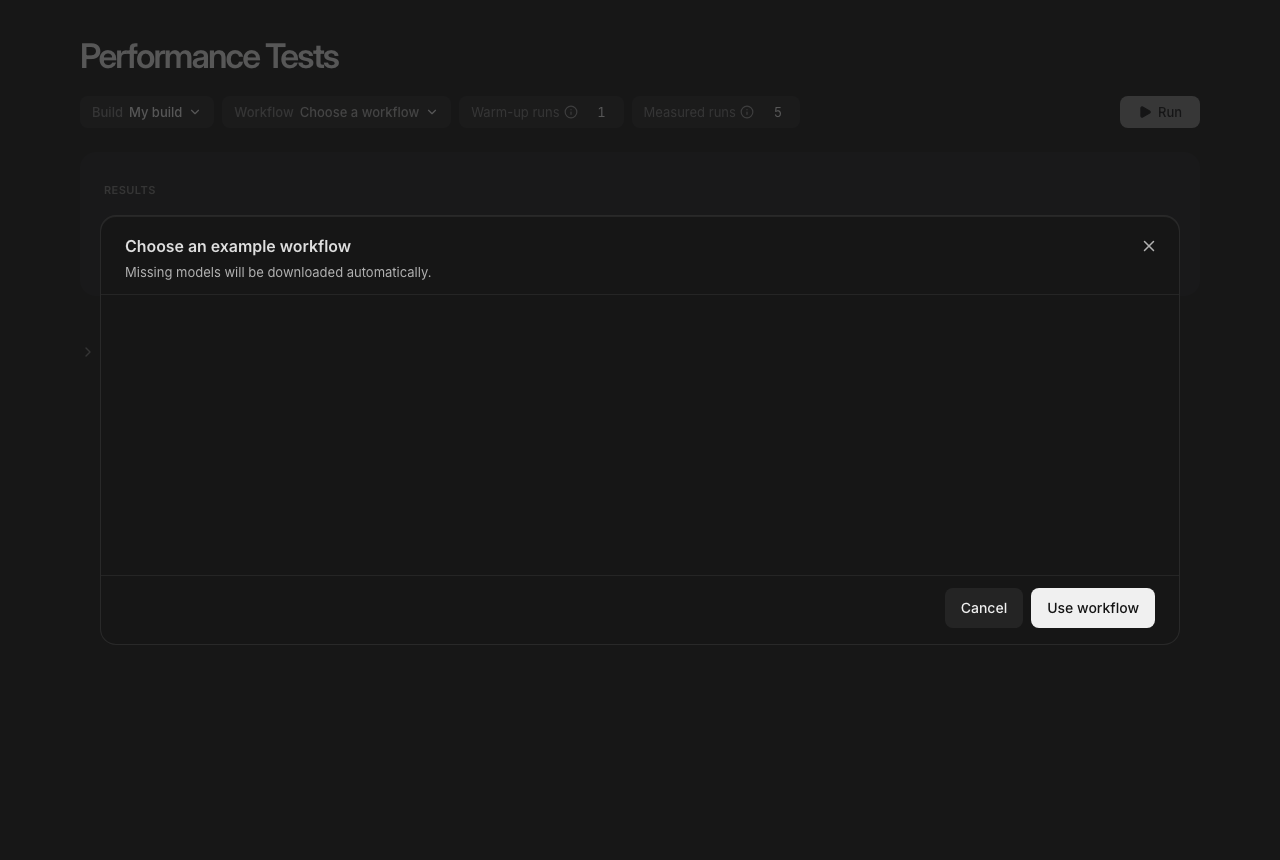 Performance Tests
Build My build
Workflow Choose a workflow
Warm-up runs 1
Measured runs 5
Run
RESULTS
Choose an example workflow
Missing models will be downloaded automatically.
Cancel
Use workflow